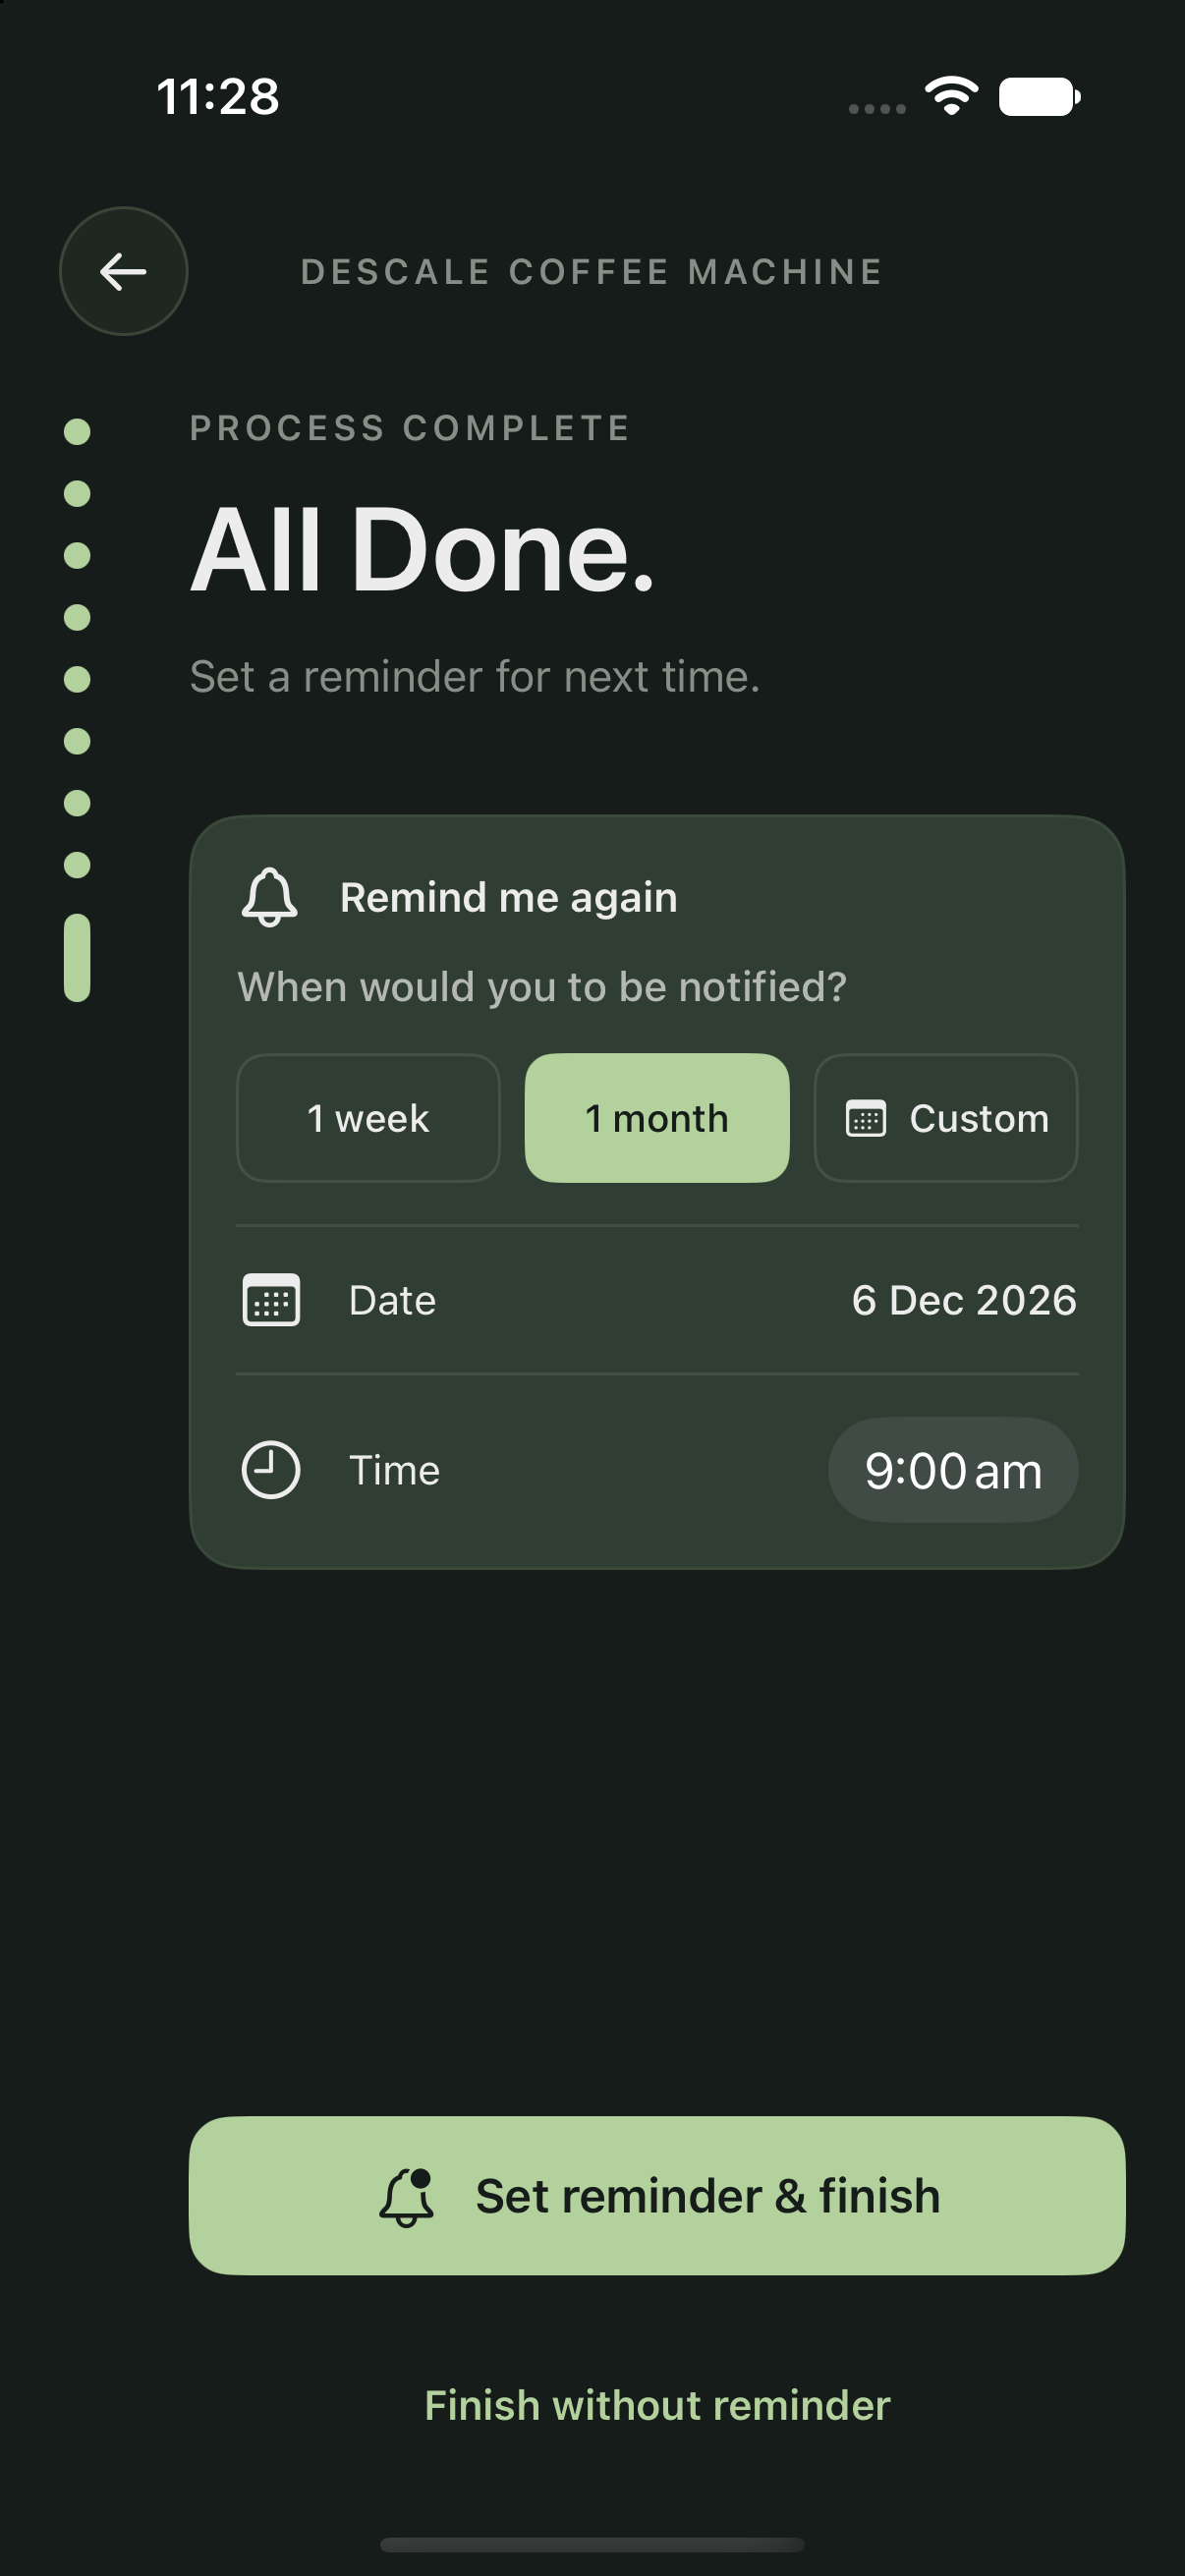 11:28
DESCALE COFFEE MACHINE
PROCESS COMPLETE
All Done.
Set a reminder for next time.
Remind me again
When would you to be notified?
1 week
1 month
Custom
Date
6 Dec 2026
Time
9:00 am
Set reminder & finish
Finish without reminder